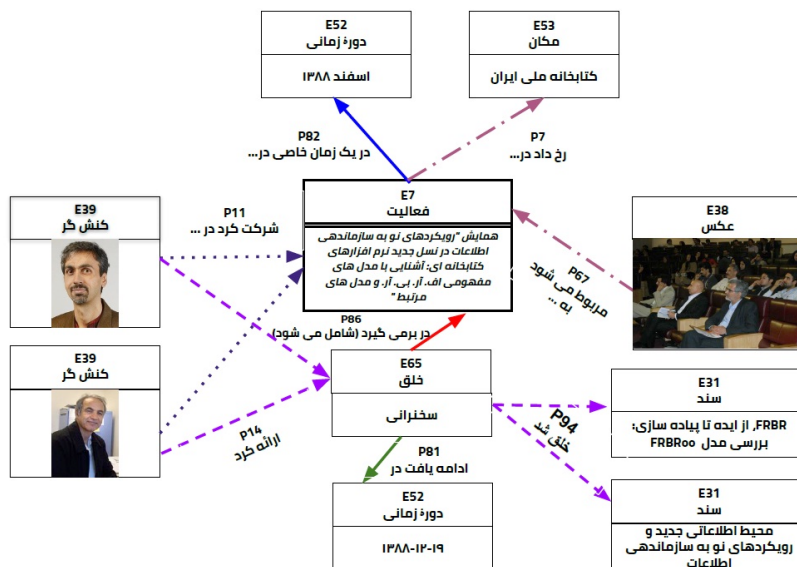 E52
دورهٔ زمانی
اسفند ۱۳۸۸
E53
مکان
کتابخانه ملی ایران
P82
در یک زمان خاصی در...
P7
رخ داد در...
E39
کنش گر
P11
شرکت کرد در ...
E7
فعالیت
همایش "رویکردهای نو به سازماندهی
اطلاعات در نسل جدید نرم افزارهای
کتابخانه ای: آشنایی با مدل های
مفهومی اف. آر. بی. آر. و مدل های
مرتبط "
E38
عکس
P67
مربوط می شود
به ...
P86
در برمی گیرد (شامل می شود)
E39
کنش گر
P14
ارائه کرد
E65
خلق
سخنرانی
P94
خلق شد
E31
سند
FRBR، از ایده تا پیاده سازی:
بررسی مدل FRBRoo
P81
ادامه یافت در
E52
دورهٔ زمانی
۱۳۸۸-۱۲-۱۹
E31
سند
محیط اطلاعاتی جدید و
رویکردهای نو به سازماندهی
اطلاعات